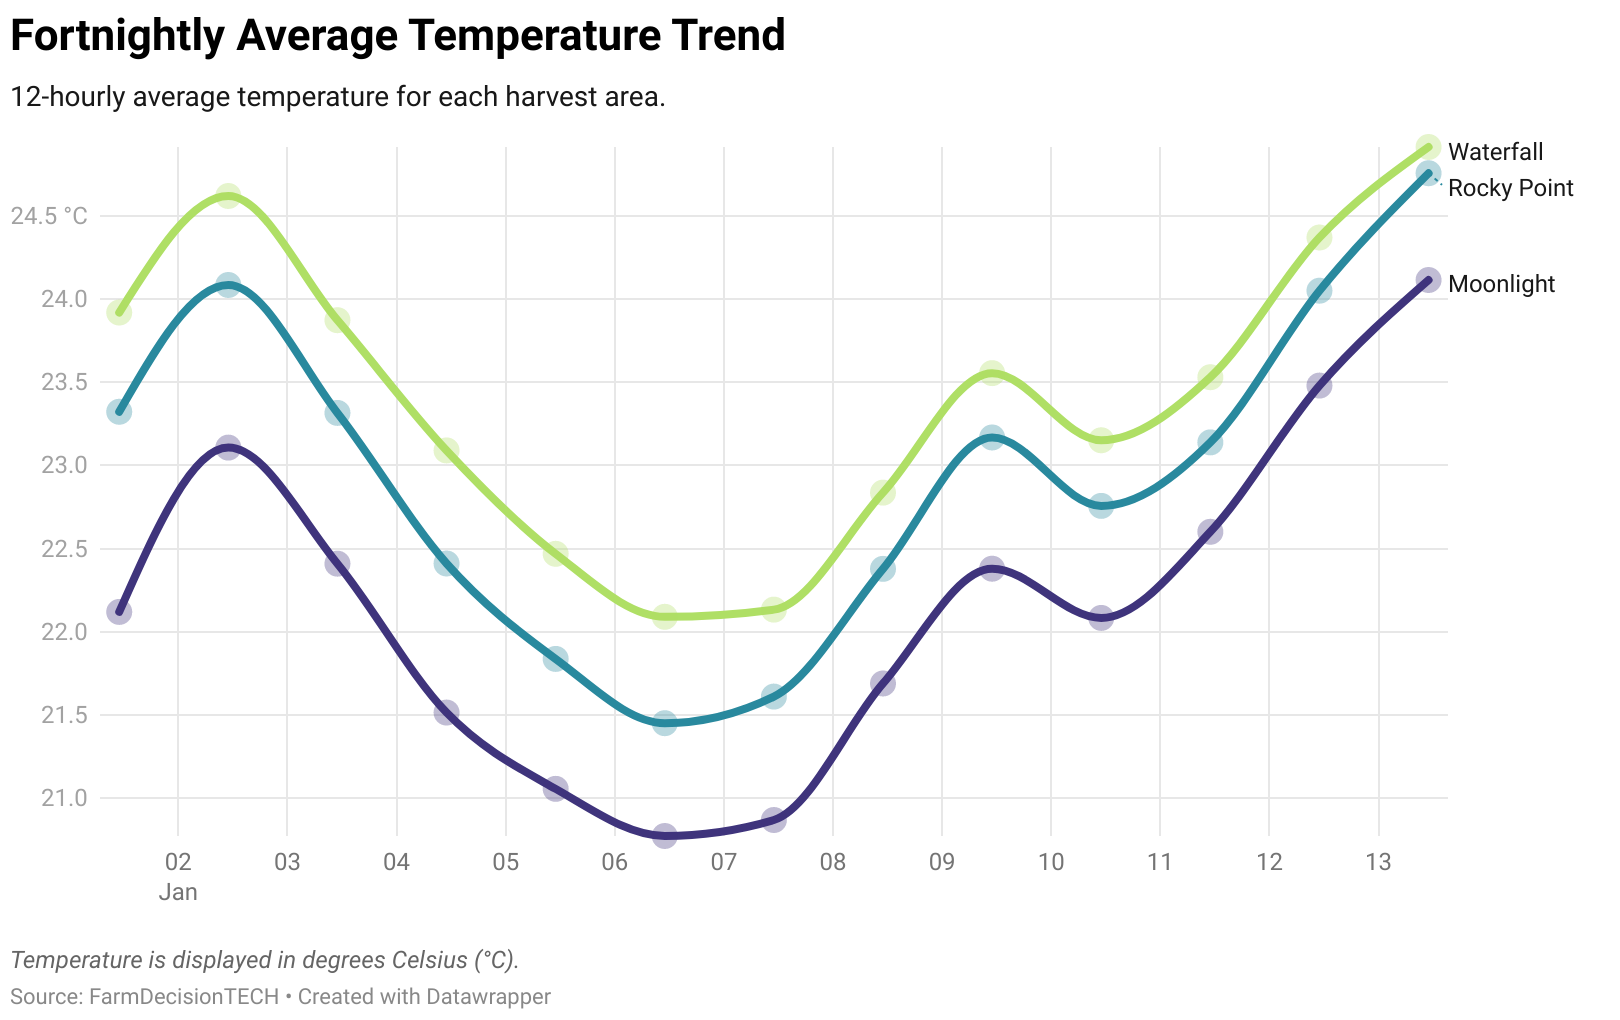 Fortnightly Average Temperature Trend
12-hourly average temperature for each harvest area.
Waterfall
Rocky Point
24.5 °C
Moonlight
24.0
23.5
23.0
22.5
22.0
21.5
21.0
02 03 04 05 06 07 08 09 10 11 12 13
Jan
Temperature is displayed in degrees Celsius (°C).
Source: FarmDecisionTECH • Created with Datawrapper